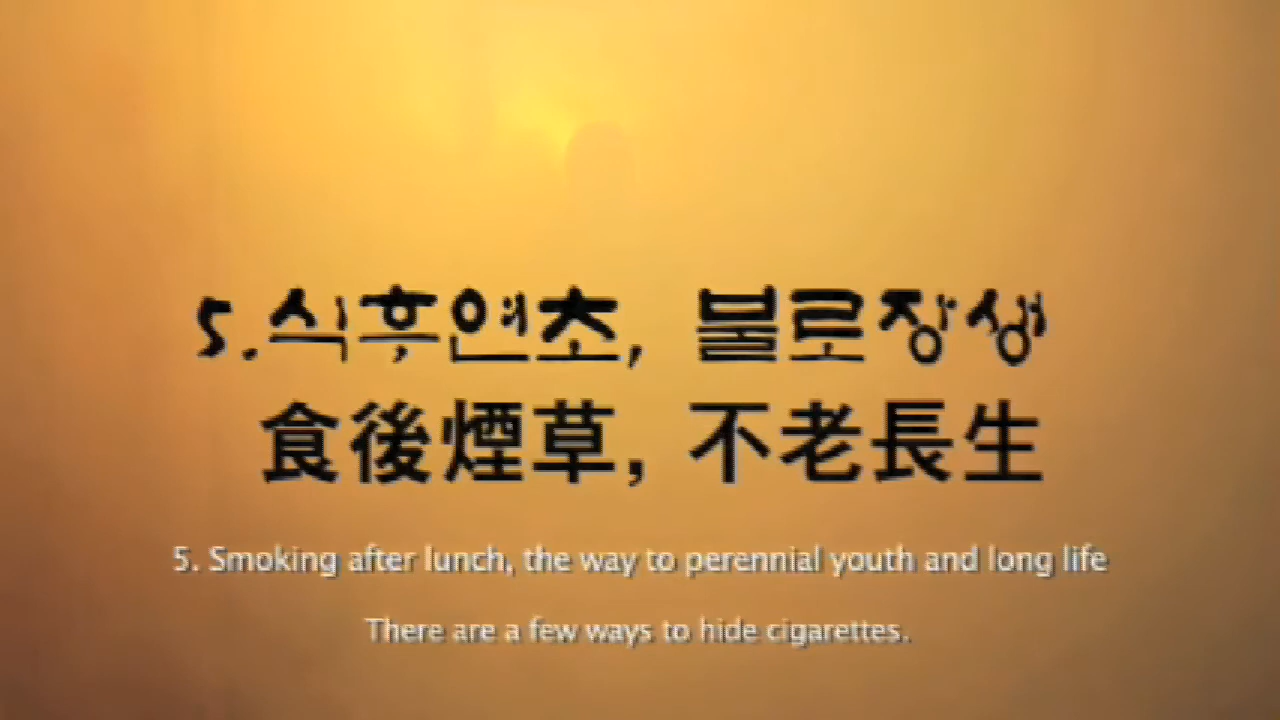 5. 식후연초, 불로장생
食後煙草, 不老長生
5. Smoking after lunch, the way to perennial youth and long life
There are a few ways to hide cigarettes.